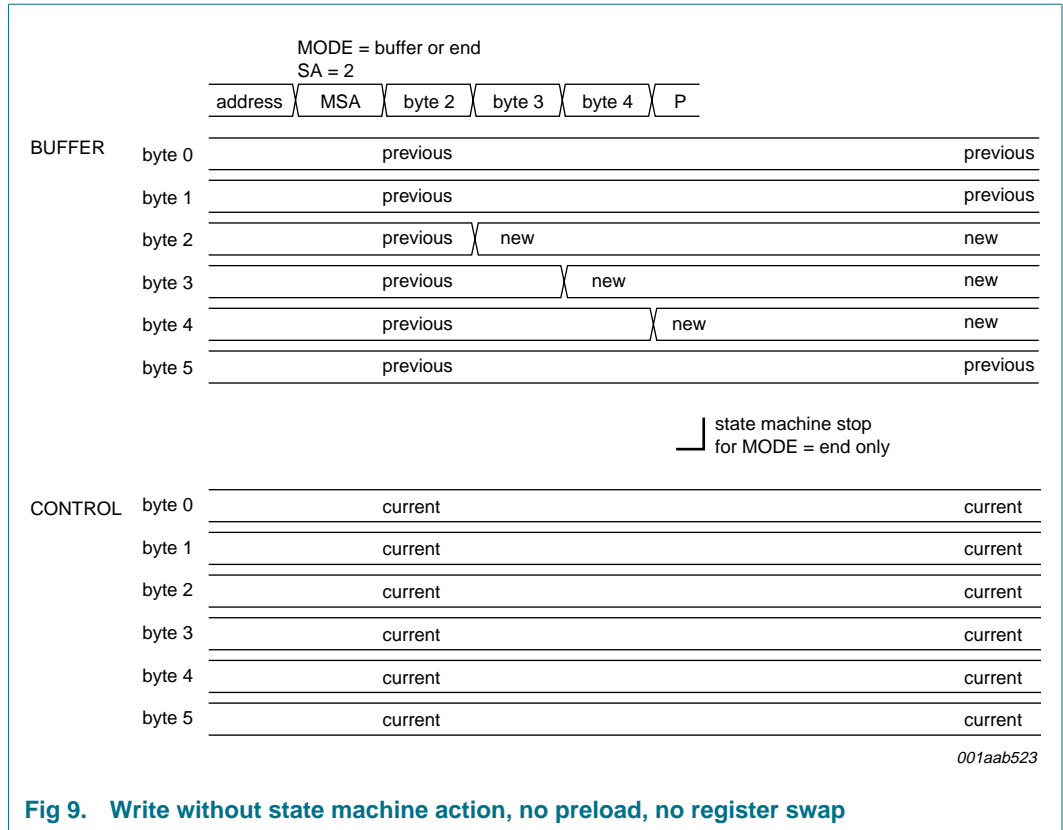 MODE = buffer or end
SA = 2
address MSA byte 2 byte 3 byte 4 P
BUFFER byte 0 previous previous
byte 1 previous previous
byte 2 previous new new
byte 3 previous new new
byte 4 previous new new
byte 5 previous previous
state machine stop
for MODE = end only
CONTROL byte 0 current current
byte 1 current current
byte 2 current current
byte 3 current current
byte 4 current current
byte 5 current current
001aab523
Fig 9. Write without state machine action, no preload, no register swap